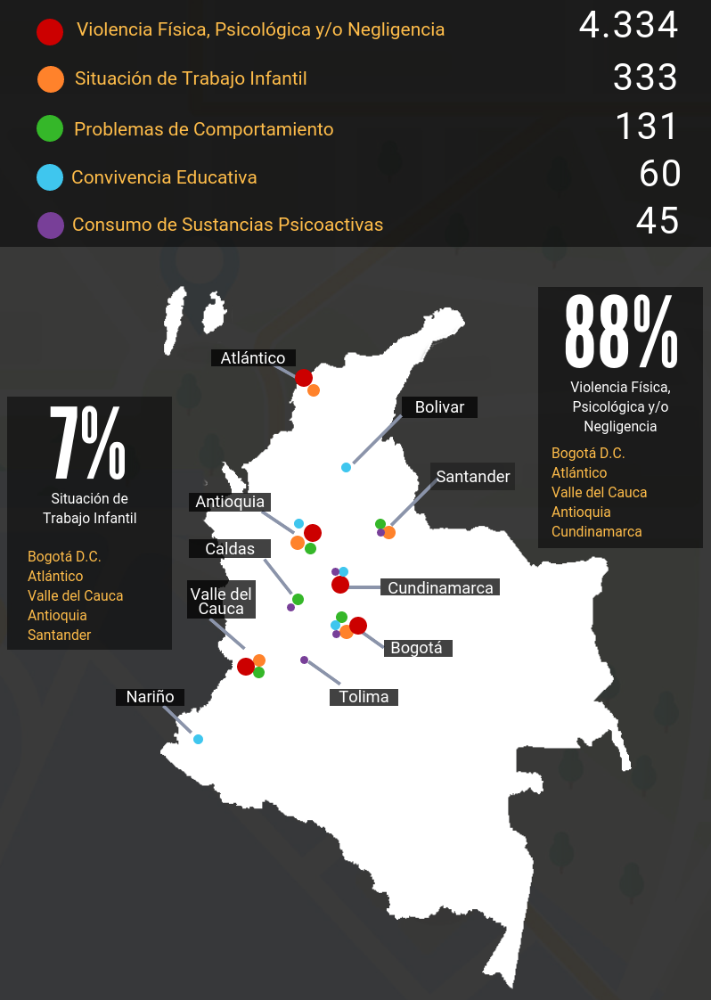 Violencia Física, Psicológica y/o Negligencia 4.334
Situación de Trabajo Infantil 333
Problemas de Comportamiento 131
Convivencia Educativa 60
Consumo de Sustancias Psicoactivas 45
88%
Violencia Física,
Psicológica y/o
Negligencia
Bogotá D.C.
Atlántico
Valle del Cauca
Antioquia
Cundinamarca
7%
Situación de
Trabajo Infantil
Bogotá D.C.
Atlántico
Valle del Cauca
Antioquia
Santander
Atlántico
Bolivar
Santander
Antioquia
Caldas
Cundinamarca
Valle del
Cauca
Bogotá
Nariño
Tolima